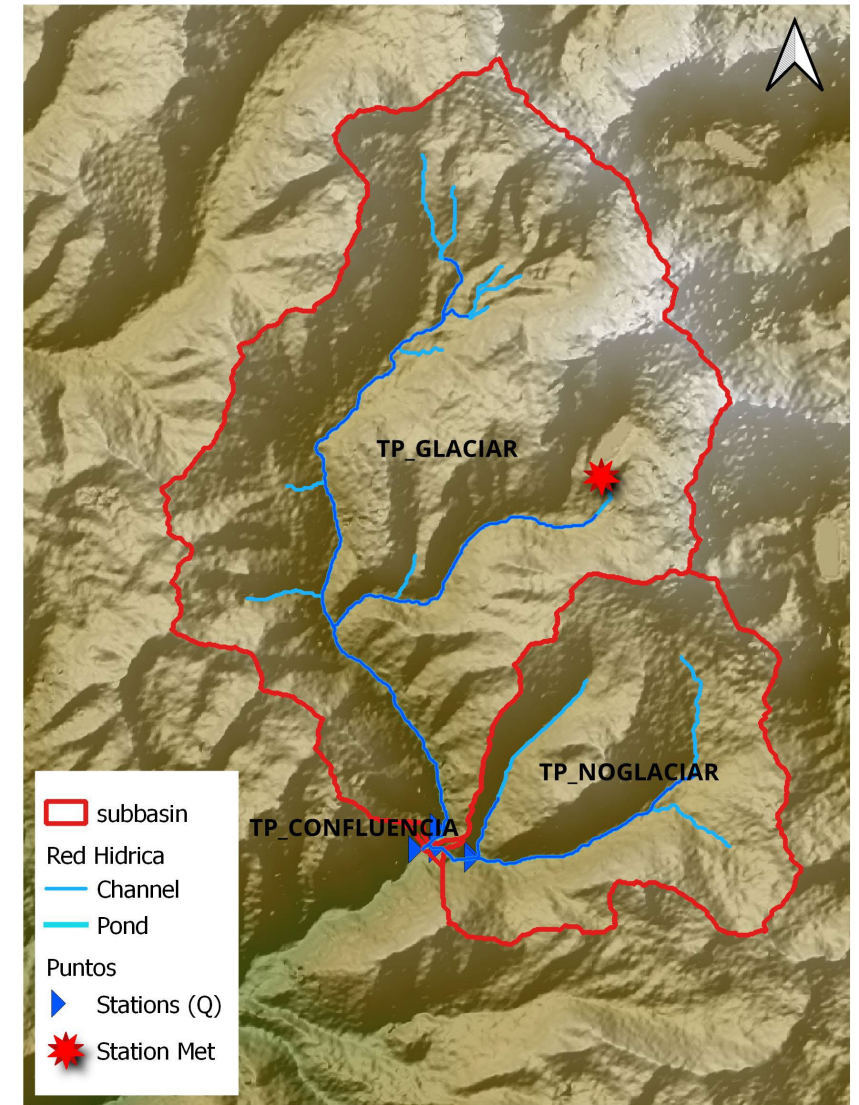 TP_GLACIAR
TP_NOGLACIAR
TP_CONFLUENCIA
subbasin
Red Hidrica
Channel
Pond
Puntos
Stations (Q)
Station Met